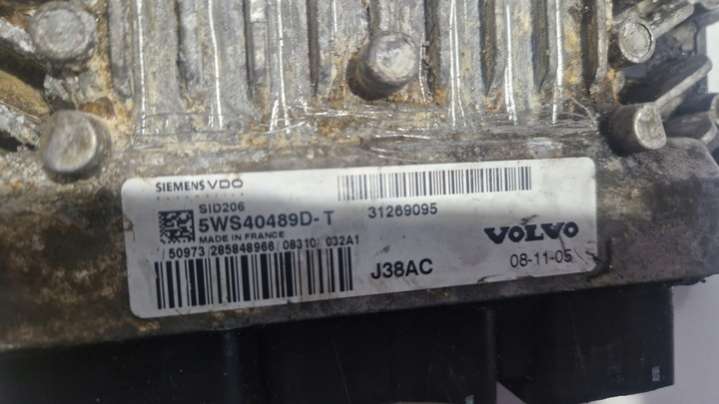 SIEMENS VDO
SID206
5WS40489D-T
MADE IN FRANCE
31269095
50973 285848966 08310 032A1
VOLVO
J38AC
08-11-05